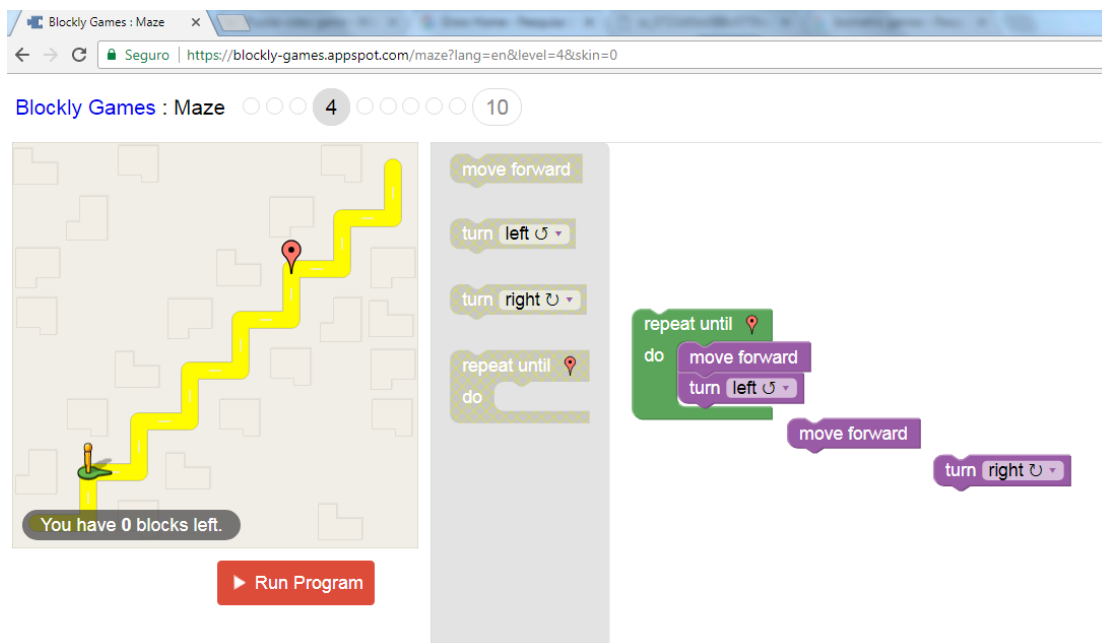 Blockly Games : Maze
Seguro | https://blockly-games.appspot.com/maze?lang=en&level=4&skin=0
Blockly Games : Maze 4 10
move forward
turn left ↺ ▾
turn right ↻ ▾
repeat until
do
You have 0 blocks left.
Run Program
repeat until
do move forward
turn left ↺ ▾
move forward
turn right ↻ ▾